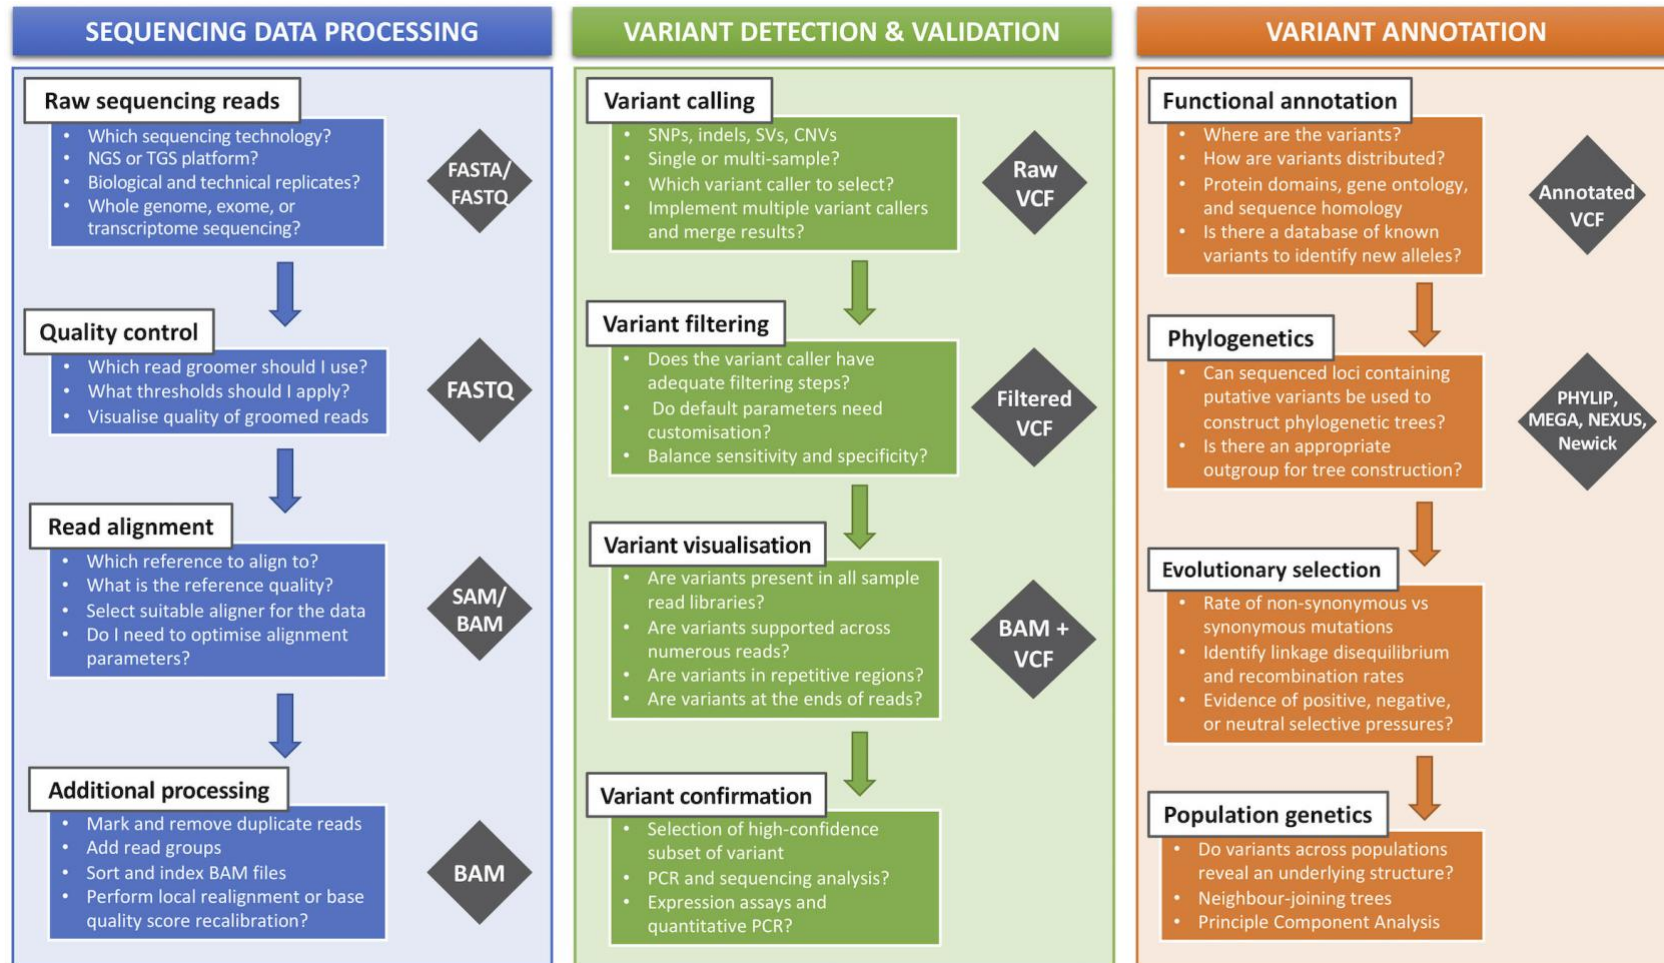 SEQUENCING DATA PROCESSING
Raw sequencing reads
• Which sequencing technology?
• NGS or TGS platform?
• Biological and technical replicates?
• Whole genome, exome, or
transcriptome sequencing?
FASTA/
FASTQ
Quality control
• Which read groomer should I use?
• What thresholds should I apply?
• Visualise quality of groomed reads
FASTQ
Read alignment
• Which reference to align to?
• What is the reference quality?
• Select suitable aligner for the data
• Do I need to optimise alignment
parameters?
SAM/
BAM
Additional processing
• Mark and remove duplicate reads
• Add read groups
• Sort and index BAM files
• Perform local realignment or base
quality score recalibration?
BAM
VARIANT DETECTION & VALIDATION
Variant calling
• SNPs, indels, SVs, CNVs
• Single or multi-sample?
• Which variant caller to select?
• Implement multiple variant callers
and merge results?
Raw
VCF
Variant filtering
• Does the variant caller have
adequate filtering steps?
• Do default parameters need
customisation?
• Balance sensitivity and specificity?
Filtered
VCF
Variant visualisation
• Are variants present in all sample
read libraries?
• Are variants supported across
numerous reads?
• Are variants in repetitive regions?
• Are variants at the ends of reads?
BAM +
VCF
Variant confirmation
• Selection of high-confidence
subset of variant
• PCR and sequencing analysis?
• Expression assays and
quantitative PCR?
VARIANT ANNOTATION
Functional annotation
• Where are the variants?
• How are variants distributed?
• Protein domains, gene ontology,
and sequence homology
• Is there a database of known
variants to identify new alleles?
Annotated
VCF
Phylogenetics
• Can sequenced loci containing
putative variants be used to
construct phylogenetic trees?
• Is there an appropriate
outgroup for tree construction?
PHYLIP,
MEGA, NEXUS,
Newick
Evolutionary selection
• Rate of non-synonymous vs
synonymous mutations
• Identify linkage disequilibrium
and recombination rates
• Evidence of positive, negative,
or neutral selective pressures?
Population genetics
• Do variants across populations
reveal an underlying structure?
• Neighbour-joining trees
• Principle Component Analysis